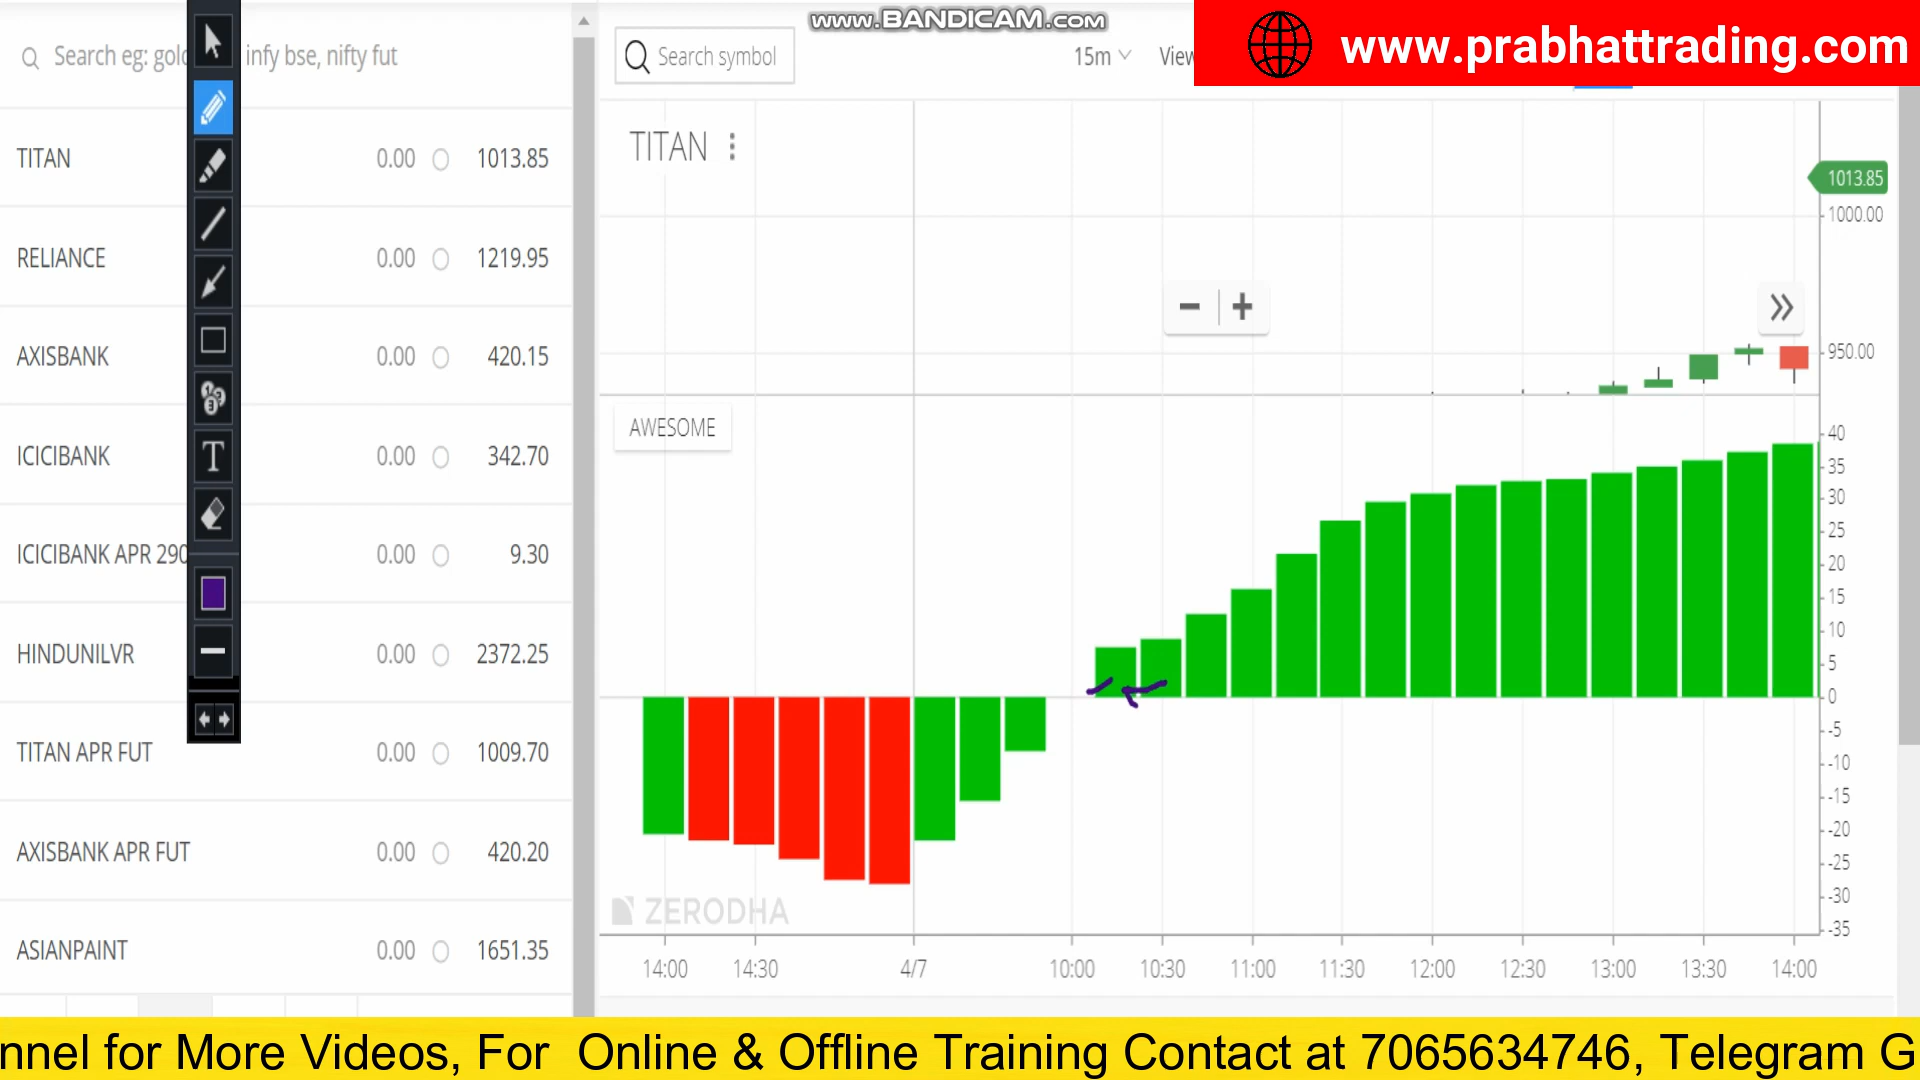 www.BANDICAM.com
www.prabhattrading.com
Search eg: infy bse, nifty fut
Search symbol
15m
View
TITAN 0.00 1013.85
RELIANCE 0.00 1219.95
AXISBANK 0.00 420.15
ICICIBANK 0.00 342.70
ICICIBANK APR 290 0.00 9.30
HINDUNILVR 0.00 2372.25
TITAN APR FUT 0.00 1009.70
AXISBANK APR FUT 0.00 420.20
ASIANPAINT 0.00 1651.35
T
TITAN
1013.85
1000.00
950.00
AWESOME
40
35
30
25
20
15
10
5
0
-5
-10
-15
-20
-25
-30
-35
ZERODHA
14:00 14:30 4/7 10:00 10:30 11:00 11:30 12:00 12:30 13:00 13:30 14:00
nnel for More Videos, For Online & Offline Training Contact at 7065634746, Telegram G